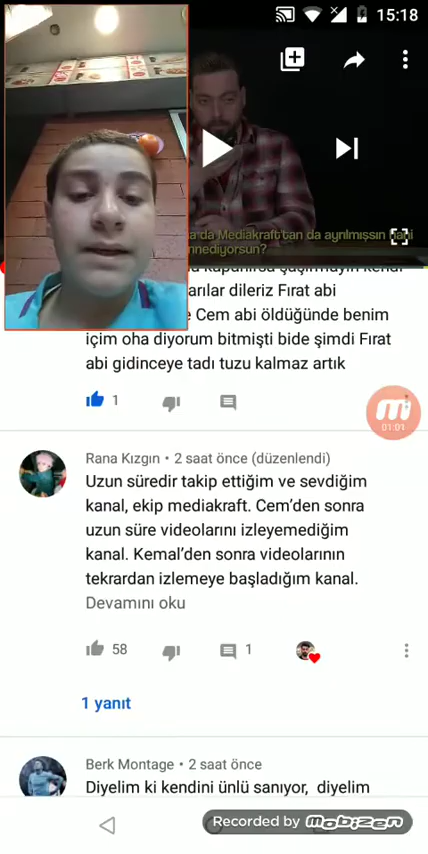 15:18
a da Mediakraft'tan da ayrılmışsın
nnediyorsun?
arılar dileriz Fırat abi
e Cem abi öldüğünde benim
içim oha diyorum bitmişti bide şimdi Fırat
abi gidinceye tadı tuzu kalmaz artık
1
01:01
Rana Kızgın • 2 saat önce (düzenlendi)
Uzun süredir takip ettiğim ve sevdiğim
kanal, ekip mediakraft. Cem’den sonra
uzun süre videolarını izleyemediğim
kanal. Kemal’den sonra videolarının
tekrardan izlemeye başladığım kanal.
Devamını oku
58 1
1 yanıt
Berk Montage • 2 saat önce
Diyelim ki kendini ünlü sanıyor, diyelim
Recorded by mobizen